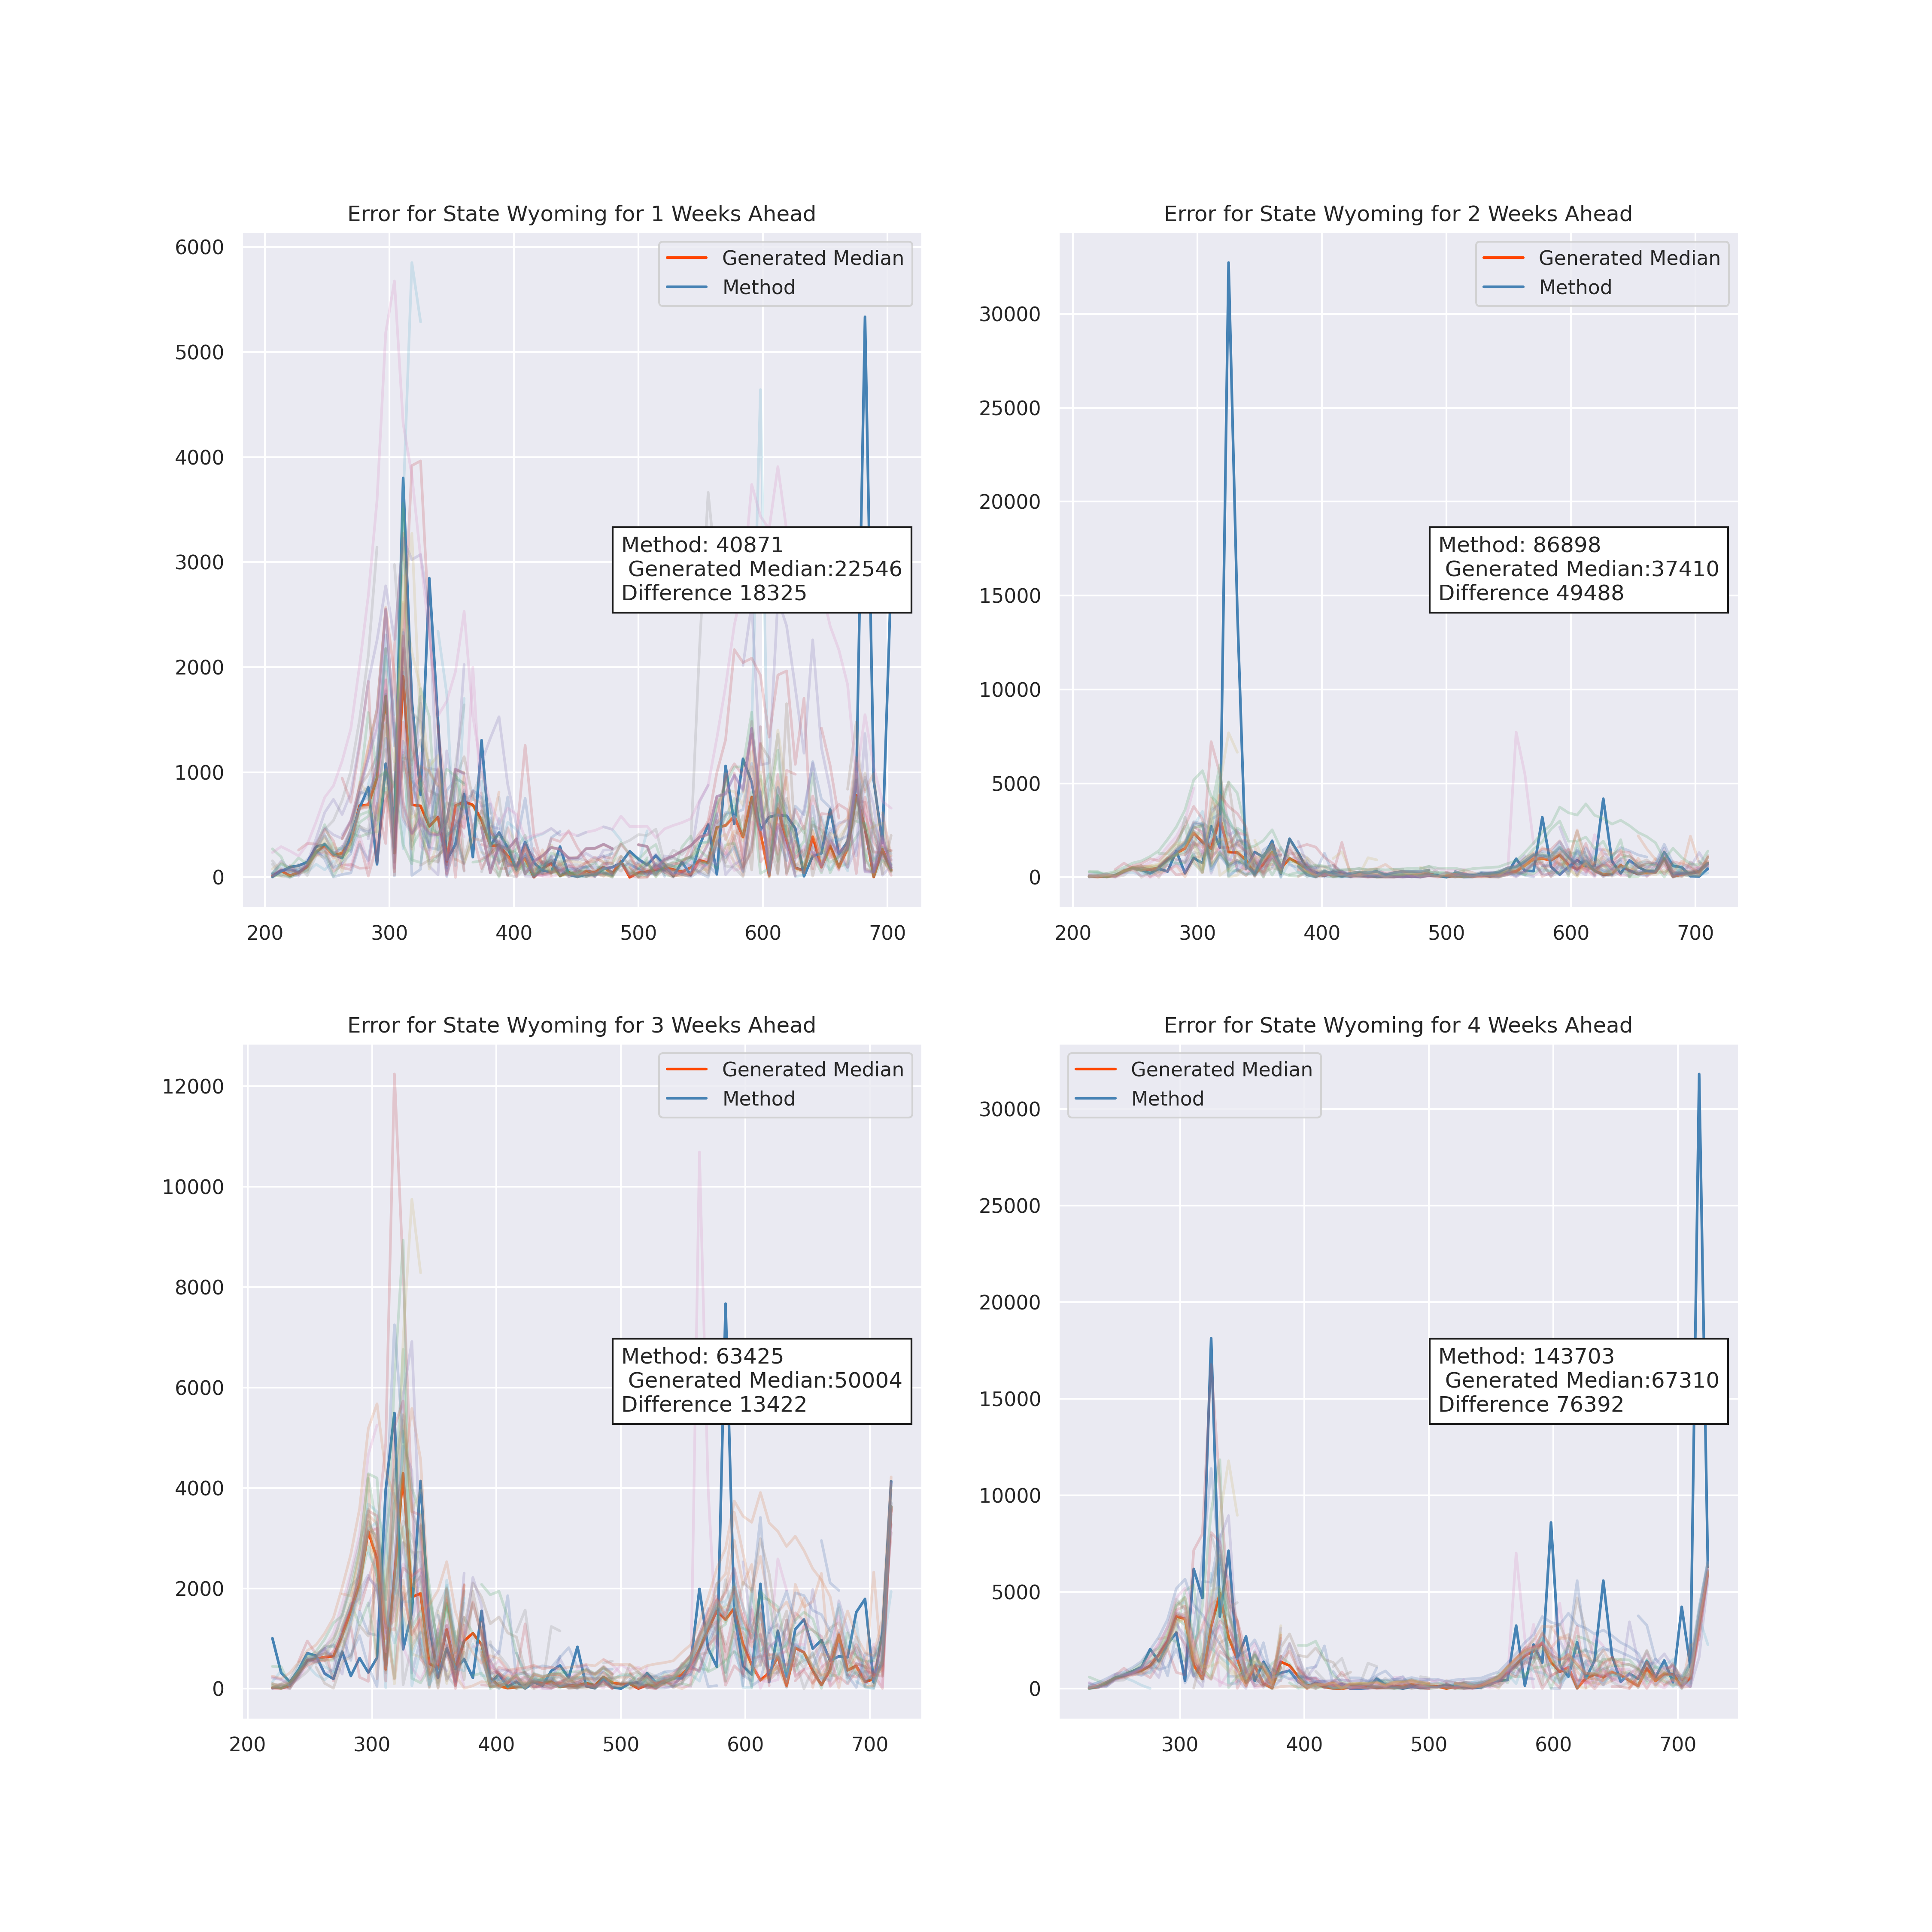 Error for State Wyoming for 1 Weeks Ahead
6000
5000
4000
3000
2000
1000
0
200 300 400 500 600 700
Generated Median
Method
Method: 40871
Generated Median:22546
Difference 18325
Error for State Wyoming for 2 Weeks Ahead
30000
25000
20000
15000
10000
5000
0
200 300 400 500 600 700
Generated Median
Method
Method: 86898
Generated Median:37410
Difference 49488
Error for State Wyoming for 3 Weeks Ahead
12000
10000
8000
6000
4000
2000
0
200 300 400 500 600 700
Generated Median
Method
Method: 63425
Generated Median:50004
Difference 13422
Error for State Wyoming for 4 Weeks Ahead
30000
25000
20000
15000
10000
5000
0
300 400 500 600 700
Generated Median
Method
Method: 143703
Generated Median:67310
Difference 76392